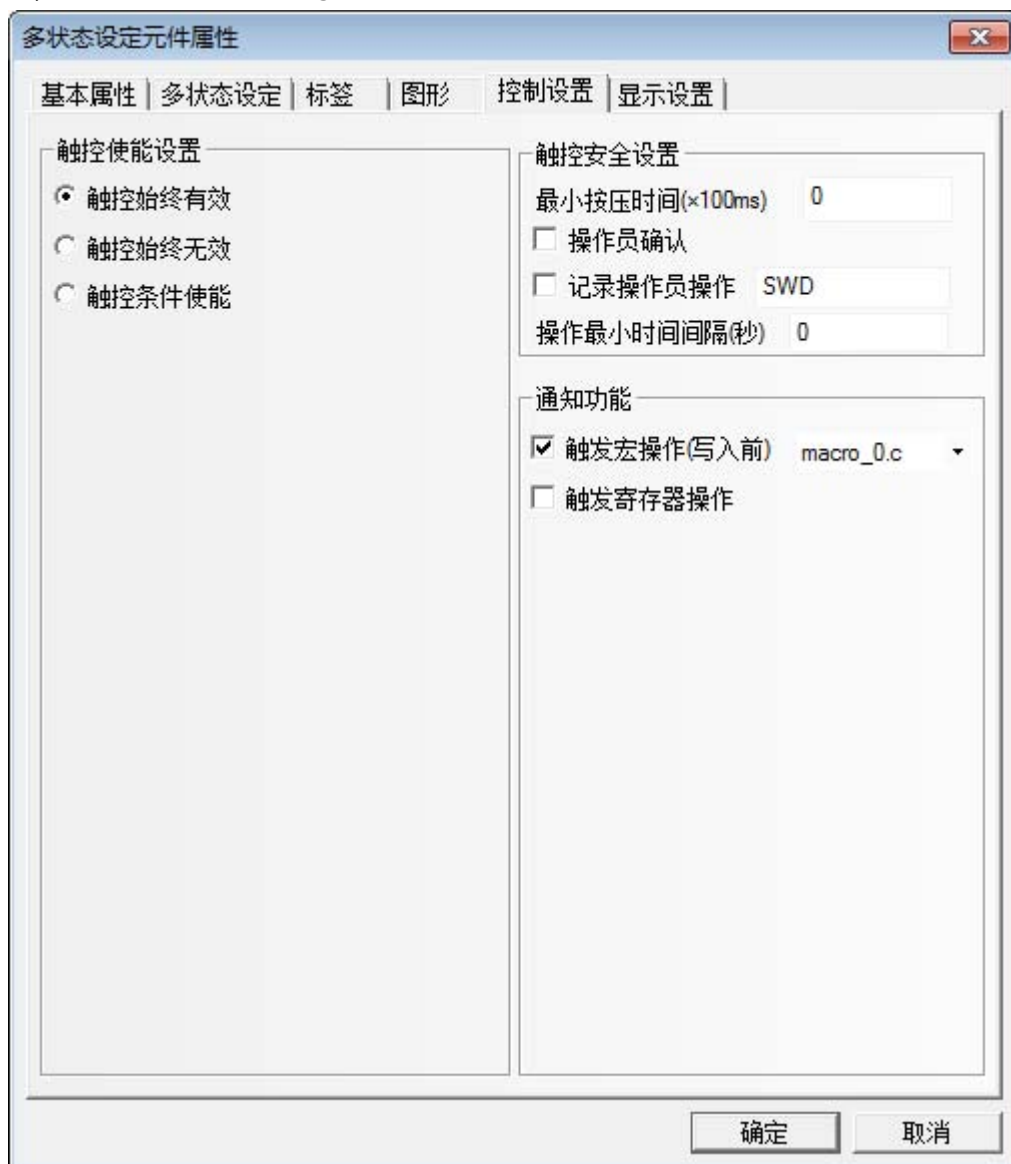 多状态设定元件属性
基本属性 多状态设定 标签 图形 控制设置 显示设置
触控使能设置
触控始终有效
触控始终无效
触控条件使能
触控安全设置
最小按压时间(×100ms) 0
操作员确认
记录操作员操作 SWD
操作最小时间间隔(秒) 0
通知功能
触发宏操作(写入前) macro_0.c
触发寄存器操作
确定 取消